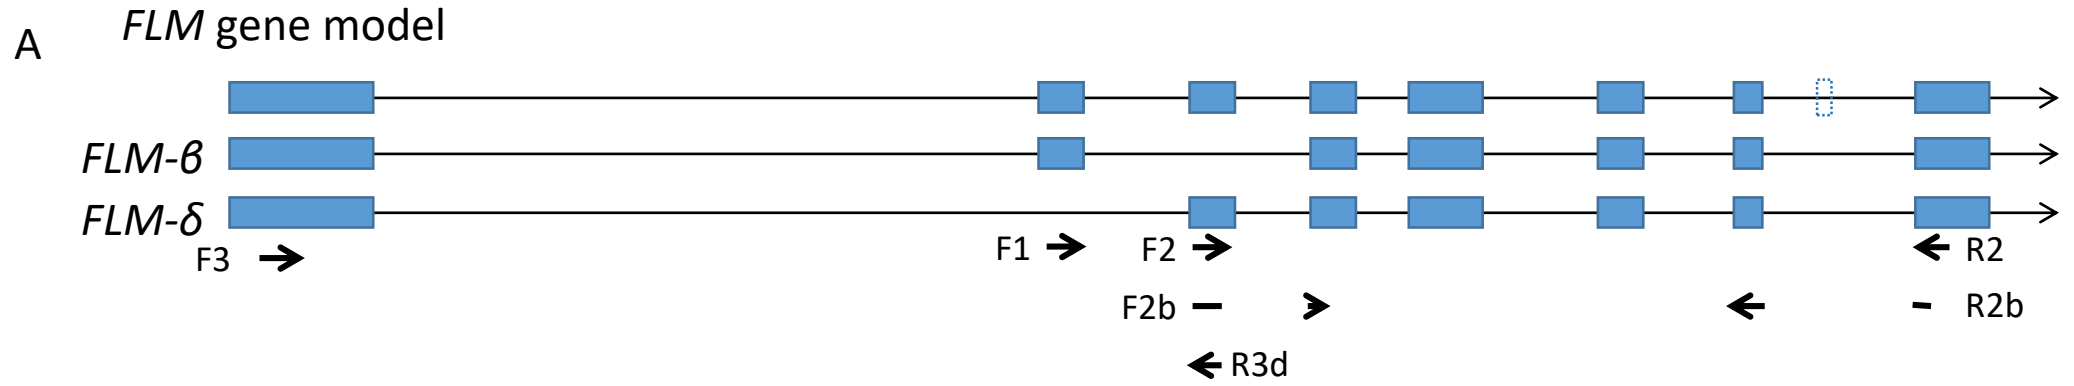 A
FLM gene model
FLM-β
FLM-δ
F3
F1
F2
R2
F2b
R2b
R3d